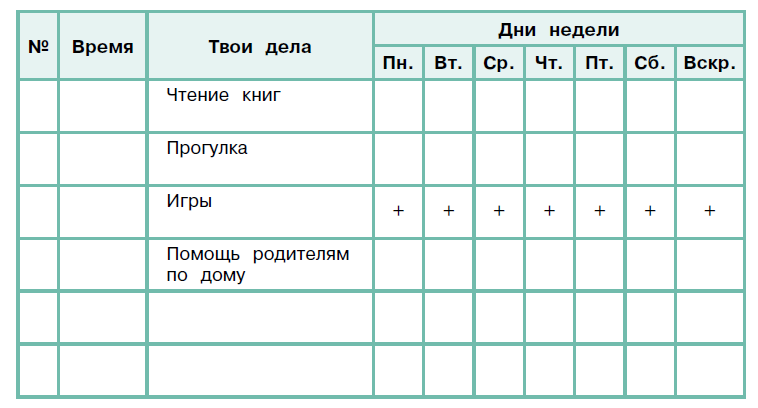 № Время Твои дела Дни недели
Пн. Вт. Ср. Чт. Пт. Сб. Вскр.
Чтение книг
Прогулка
Игры + + + + + + +
Помощь родителям
по дому